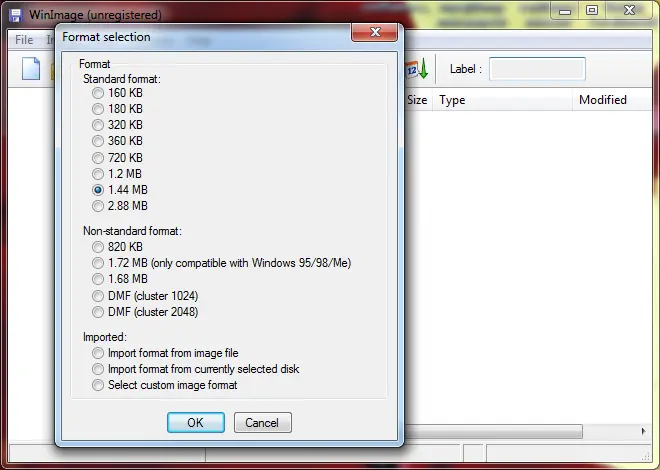 WinImage (unregistered)
Format selection
File
Label :
12
Size Type Modified
Format
Standard format:
160 KB
180 KB
320 KB
360 KB
720 KB
1.2 MB
1.44 MB
2.88 MB
Non-standard format:
820 KB
1.72 MB (only compatible with Windows 95/98/Me)
1.68 MB
DMF (cluster 1024)
DMF (cluster 2048)
Imported:
Import format from image file
Import format from currently selected disk
Select custom image format
OK Cancel